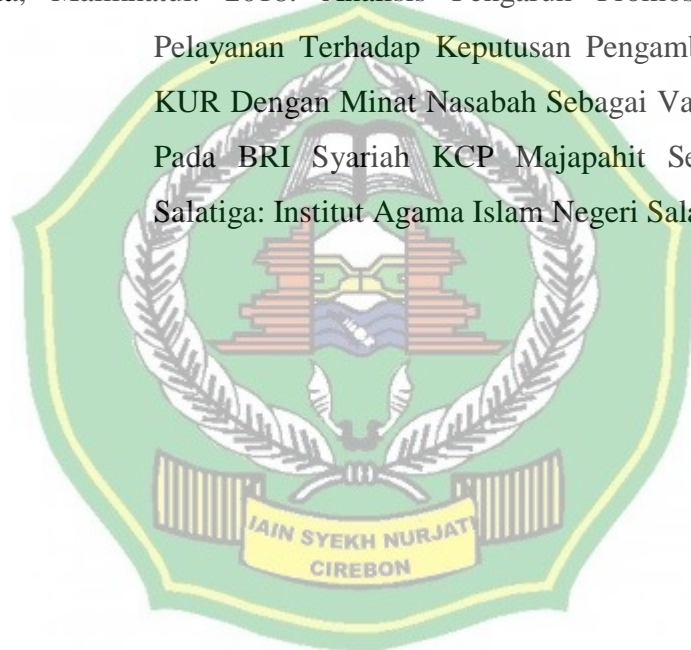 2018. Analisis Pengaruh Promos
Pelayanan Terhadap Keputusan Pengamb
KUR Dengan Minat Nasabah Sebagai Va
Pada BRI Syariah KCP Majapahit Se
Salatiga: Institut Agama Islam Negeri Sala
IAIN SYEKH NURJATI
CIREBON